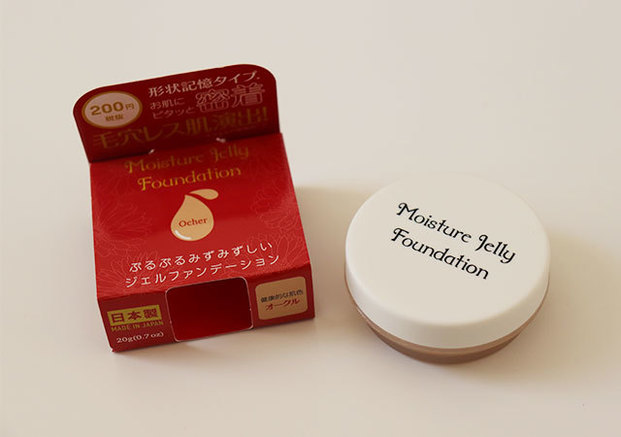 200円
税抜
形状記憶タイプ。
お肌に
ピタッと密着
毛穴レス肌演出!
Moisture Jelly
Foundation
Ocher
ぷるぷるみずみずしい
ジェルファンデーション
日本製
MADE IN JAPAN
20g(0.7 oz)
健康的な肌色
オークル
Moisture Jelly
Foundation